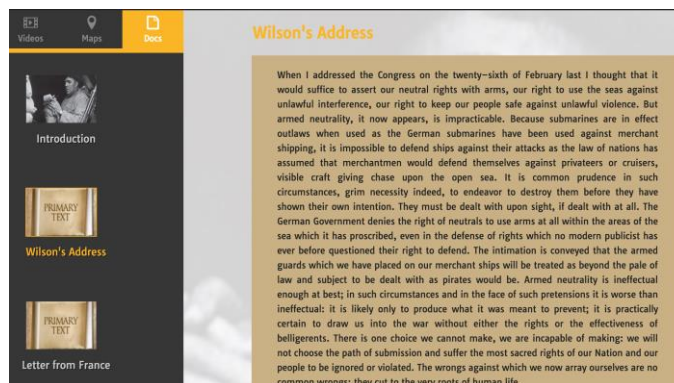 Videos
Maps
Docs
Introduction
PRIMARY
TEXT
Wilson's Address
PRIMARY
TEXT
Letter from France
Wilson's Address
When I addressed the Congress on the twenty-sixth of February last I thought that it
would suffice to assert our neutral rights with arms, our right to use the seas against
unlawful interference, our right to keep our people safe against unlawful violence. But
armed neutrality, it now appears, is impracticable. Because submarines are in effect
outlaws when used as the German submarines have been used against merchant
shipping, it is impossible to defend ships against their attacks as the law of nations has
assumed that merchantmen would defend themselves against privateers or cruisers,
visible craft giving chase upon the open sea. It is common prudence in such
circumstances, grim necessity indeed, to endeavor to destroy them before they have
shown their own intention. They must be dealt with upon sight, if dealt with at all. The
German Government denies the right of neutrals to use arms at all within the areas of the
sea which it has proscribed, even in the defense of rights which no modern publicist has
ever before questioned their right to defend. The intimation is conveyed that the armed
guards which we have placed on our merchant ships will be treated as beyond the pale of
law and subject to be dealt with as pirates would be. Armed neutrality is ineffectual
enough at best; in such circumstances and in the face of such pretensions it is worse than
ineffectual: it is likely only to produce what it was meant to prevent; it is practically
certain to draw us into the war without either the rights or the effectiveness of
belligerents. There is one choice we cannot make, we are incapable of making: we will
not choose the path of submission and suffer the most sacred rights of our Nation and our
people to be ignored or violated. The wrongs against which we now array ourselves are no
common wrongs; they cut to the very roots of human life.